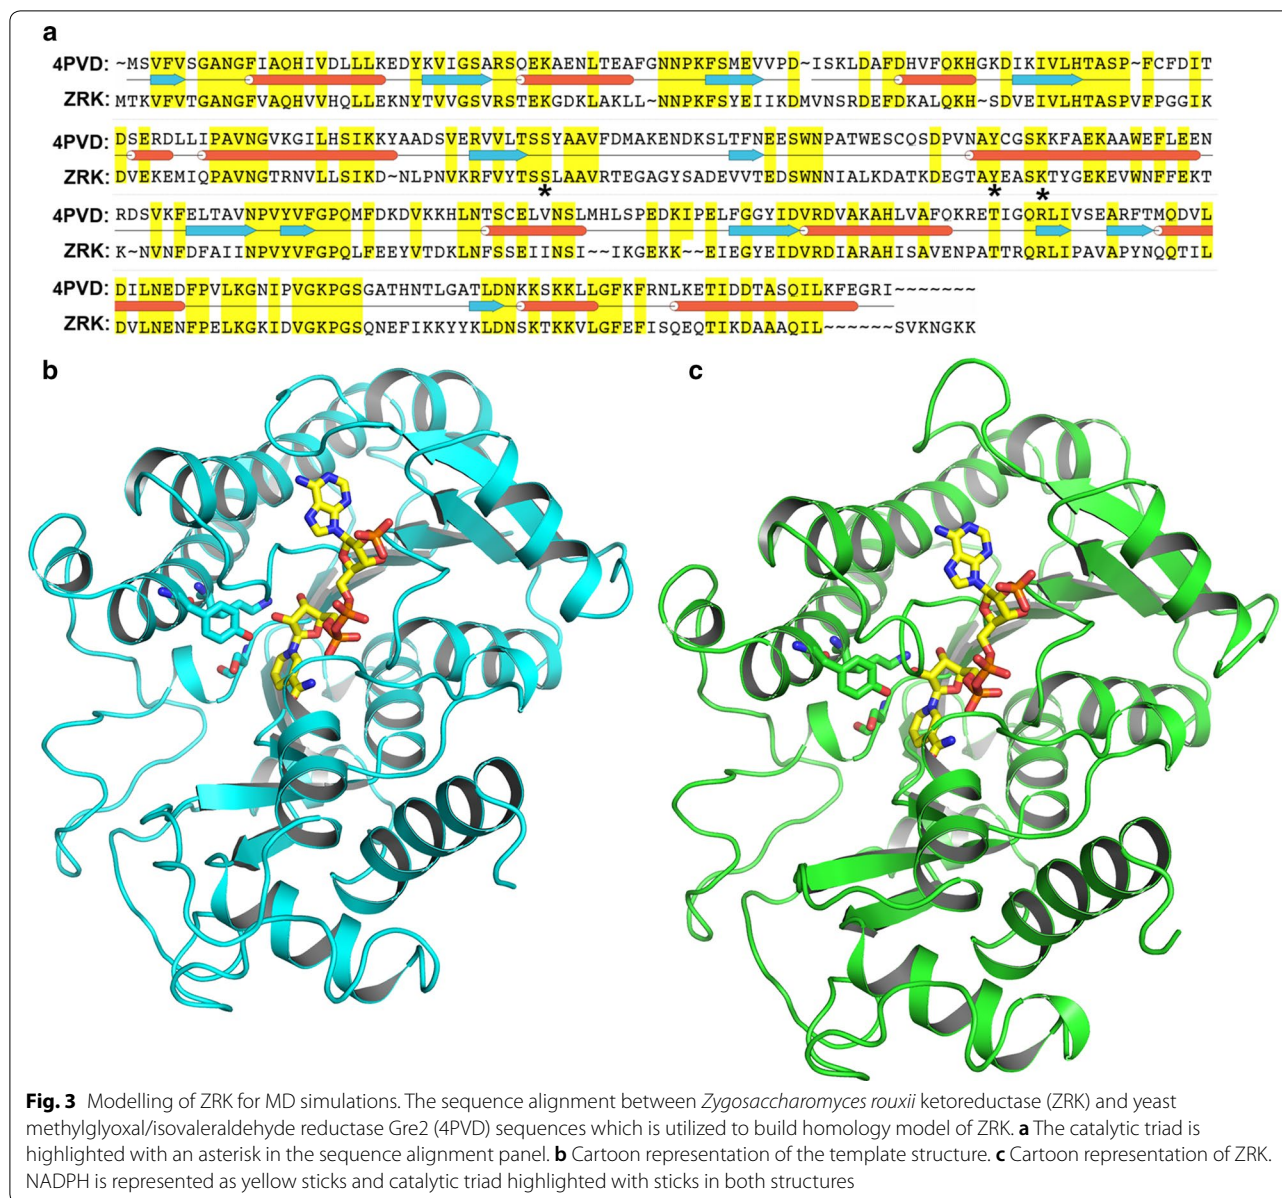 a
4PVD: ~MSVFVSGANGFIAQHIVDLLLKEDYKVIGSARSQEKAENLTEAFGNNPKFSMEVVPD~ISKLDAFDHVFQKHGKDIKIVLHTASP~FCFDIT
ZRK: MTKVFVTGANGFVAQHVVHQLLEKNYTVVGSVRSTEKGDKLAKLL~NNPKFSYEIIKDMVNSRDEFDKALQKH~SDVEIVLHTASPVFPGGIK
4PVD: DSERDLLIPAVNGVKGILHSIKKYAADSVERVVLTSSYAAVFDMAKENDKSLTFNEESWNPATWESCQSDPVNAYCGSKKFAEKAAWEFLEEN
ZRK: DVEKEMIQPAVNGTRNVLLSIKD~NLPNVKRFVYTSSLAAVRTEGAGYSADEVVTEDSWNNIALKDATKDEGTAYEASKTYGEKEVWNFFEKT
* * *
4PVD: RDSVKFELTAVNPVYVFGPQMFDKDVKKHLNTSCELVNSLMHLSPEDKIPELFGGYIDVRDVAKAHLVAFQKRETIGQRLIVSEARFTMQDVL
ZRK: K~NVNFDFAIINPVYVFGPQLFEEYVTDKLNFSSEIINSI~~IKGEKK~~EIEGYEIDVRDIARAHISAVENPATTRQRLIPAVAPYNQQTIL
4PVD: DILNEDFPVLKGNIPVGKPGSGATHNTLGATLDNKKSKKLLGFKFRNLKETIDDTASQILKFEGRI~~~~~~~
ZRK: DVLNENFPELKGKIDVGKPGSQNEFIKKYYKLDNSKTKKVLGFEFISQEQTIKDAAAQIL~~~~~~SVKNGKK
b
c
Fig. 3 Modelling of ZRK for MD simulations. The sequence alignment between Zygosaccharomyces rouxii ketoreductase (ZRK) and yeast
methylglyoxal/isovaleraldehyde reductase Gre2 (4PVD) sequences which is utilized to build homology model of ZRK. a The catalytic triad is
highlighted with an asterisk in the sequence alignment panel. b Cartoon representation of the template structure. c Cartoon representation of ZRK.
NADPH is represented as yellow sticks and catalytic triad highlighted with sticks in both structures